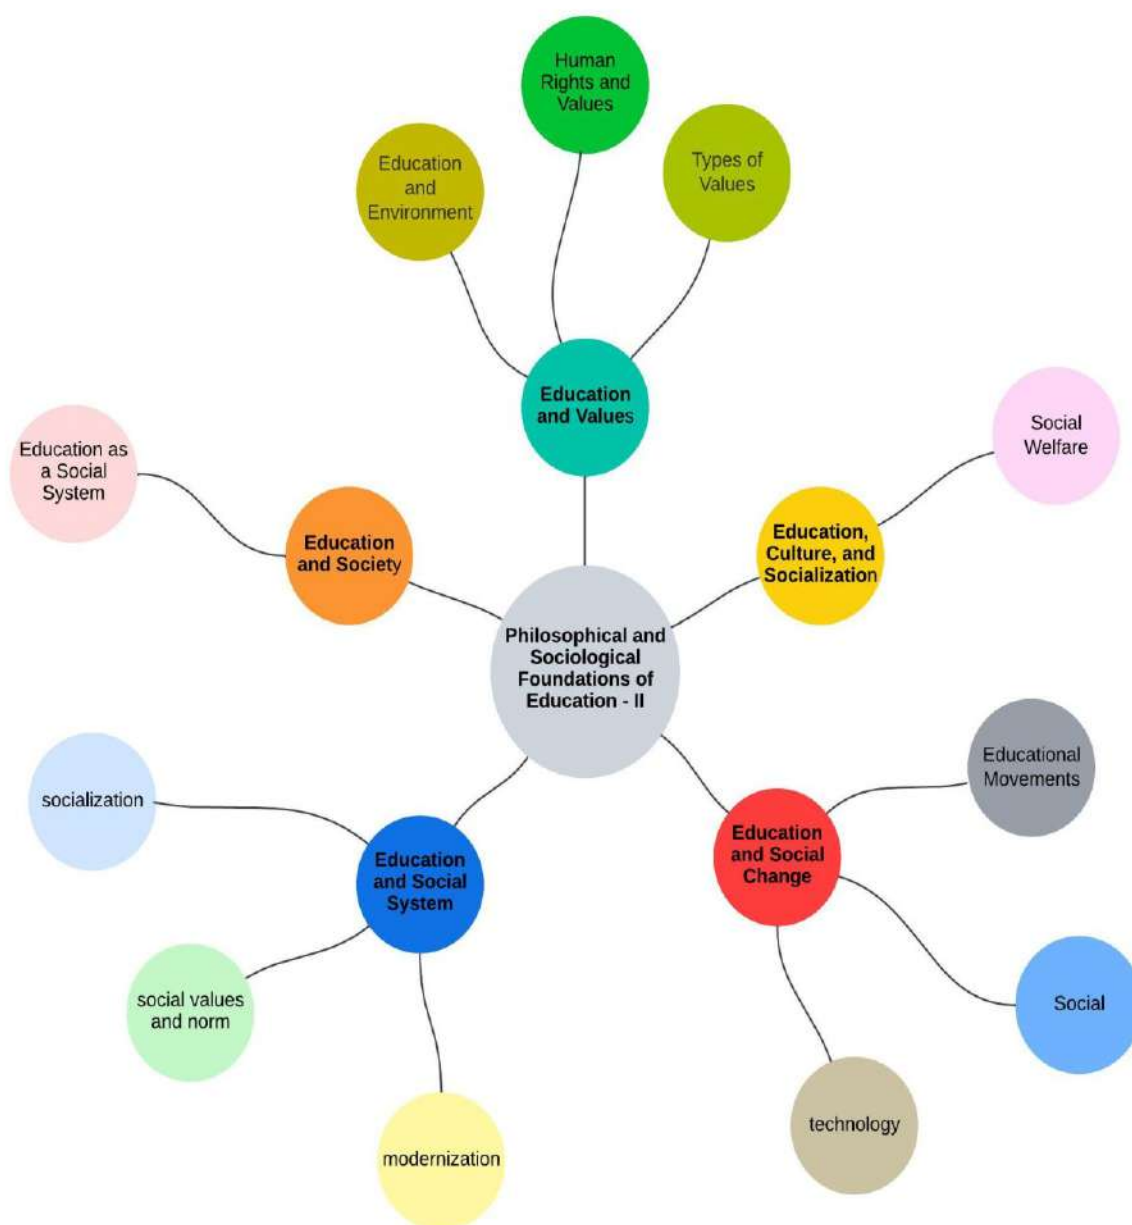 Human
Rights and
Values
Education
and
Environment
Types of
Values
Education
and Values
Social
Welfare
Education as
a Social
System
Education
and Society
Education,
Culture, and
Socialization
Philosophical and
Sociological
Foundations of
Education - II
Educational
Movements
socialization
Education
and Social
System
Education
and Social
Change
social values
and norm
Social
technology
modernization